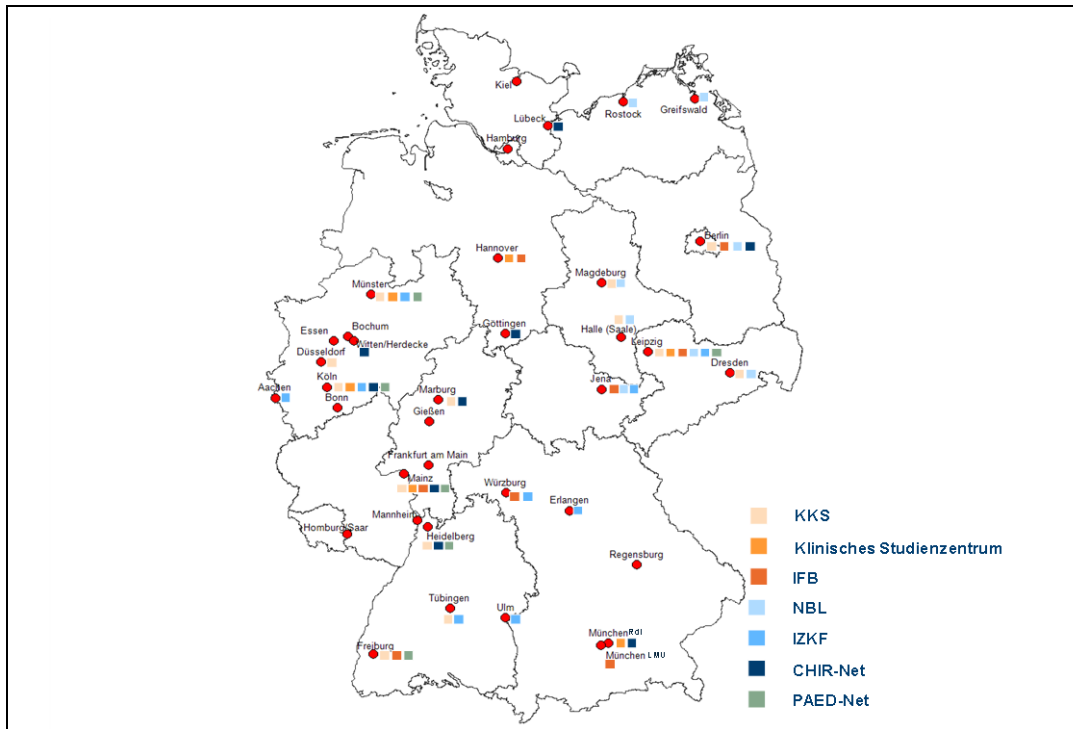 Kiel
Rostock
Greifswald
Lübeck
Hamburg
Berlin
Hannover
Magdeburg
Münster
Göttingen
Halle (Saale)
Essen
Bochum
Witten/Herdecke
Leipzig
Düsseldorf
Dresden
Köln
Jena
Aachen
Marburg
Bonn
Gießen
Frankfurt am Main
Mainz
Würzburg
Erlangen
Mannheim
Homburg/Saar
Heidelberg
Regensburg
Tübingen
Ulm
München RdI
Freiburg
München LMU
KKS
Klinisches Studienzentrum
IFB
NBL
IZKF
CHIR-Net
PAED-Net